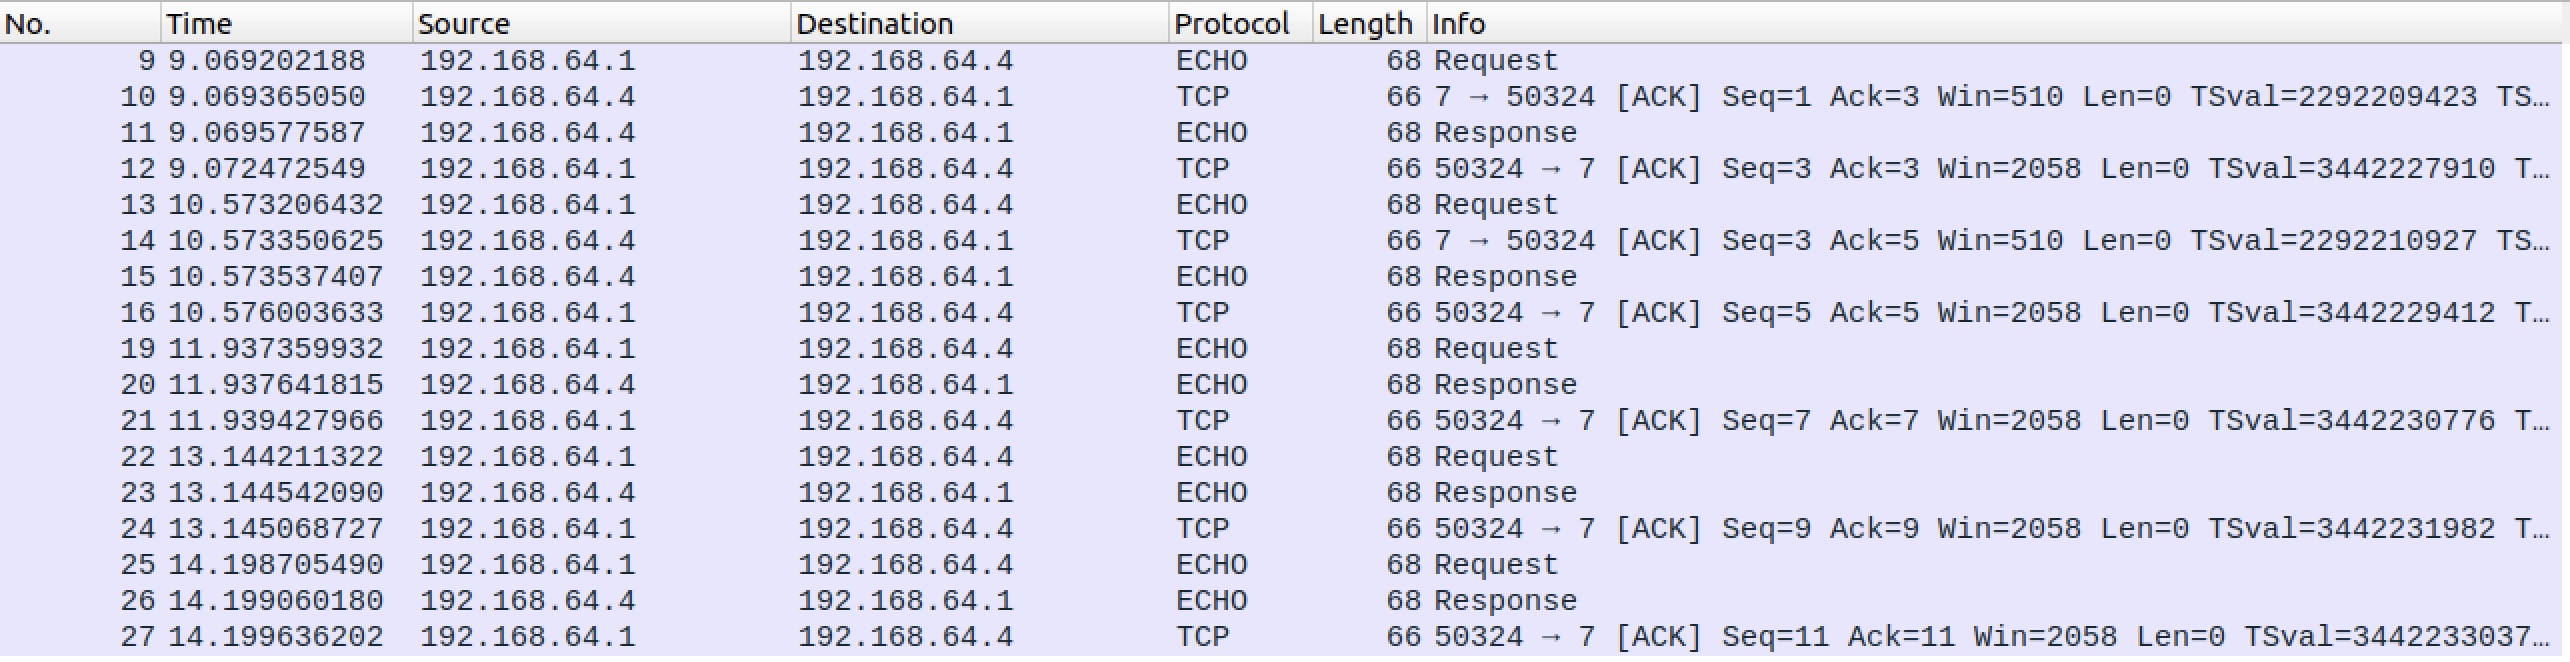 No. Time Source Destination Protocol Length Info
9 9.069202188 192.168.64.1 192.168.64.4 ECHO 68 Request
10 9.069365050 192.168.64.4 192.168.64.1 TCP 66 7 → 50324 [ACK] Seq=1 Ack=3 Win=510 Len=0 TSval=2292209423 TS…
11 9.069577587 192.168.64.4 192.168.64.1 ECHO 68 Response
12 9.072472549 192.168.64.1 192.168.64.4 TCP 66 50324 → 7 [ACK] Seq=3 Ack=3 Win=2058 Len=0 TSval=3442227910 T…
13 10.573206432 192.168.64.1 192.168.64.4 ECHO 68 Request
14 10.573350625 192.168.64.4 192.168.64.1 TCP 66 7 → 50324 [ACK] Seq=3 Ack=5 Win=510 Len=0 TSval=2292210927 TS…
15 10.573537407 192.168.64.4 192.168.64.1 ECHO 68 Response
16 10.576003633 192.168.64.1 192.168.64.4 TCP 66 50324 → 7 [ACK] Seq=5 Ack=5 Win=2058 Len=0 TSval=3442229412 T…
19 11.937359932 192.168.64.1 192.168.64.4 ECHO 68 Request
20 11.937641815 192.168.64.4 192.168.64.1 ECHO 68 Response
21 11.939427966 192.168.64.1 192.168.64.4 TCP 66 50324 → 7 [ACK] Seq=7 Ack=7 Win=2058 Len=0 TSval=3442230776 T…
22 13.144211322 192.168.64.1 192.168.64.4 ECHO 68 Request
23 13.144542090 192.168.64.4 192.168.64.1 ECHO 68 Response
24 13.145068727 192.168.64.1 192.168.64.4 TCP 66 50324 → 7 [ACK] Seq=9 Ack=9 Win=2058 Len=0 TSval=3442231982 T…
25 14.198705490 192.168.64.1 192.168.64.4 ECHO 68 Request
26 14.199060180 192.168.64.4 192.168.64.1 ECHO 68 Response
27 14.199636202 192.168.64.1 192.168.64.4 TCP 66 50324 → 7 [ACK] Seq=11 Ack=11 Win=2058 Len=0 TSval=3442233037…